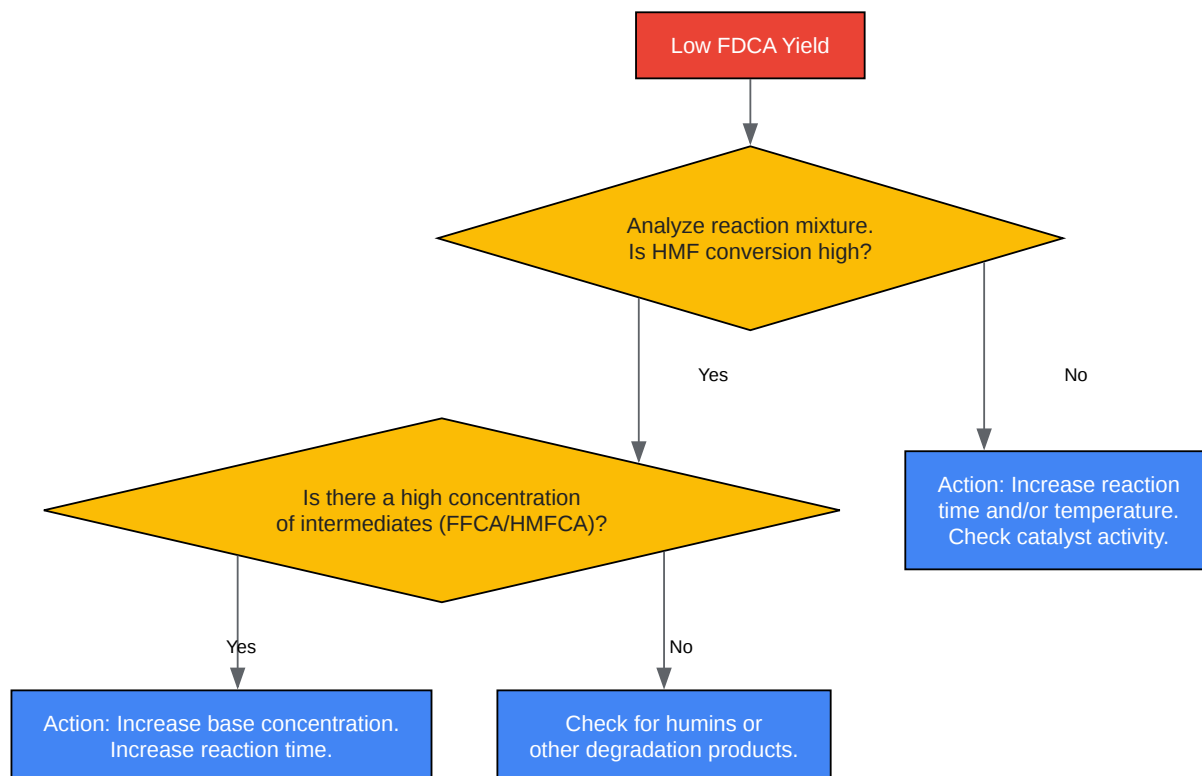 Low FDCA Yield
Analyze reaction mixture.
Is HMF conversion high?
Yes
No
Is there a high concentration
of intermediates (FFCA/HMFCA)?
Action: Increase reaction
time and/or temperature.
Check catalyst activity.
Yes
No
Action: Increase base concentration.
Increase reaction time.
Check for humins or
other degradation products.